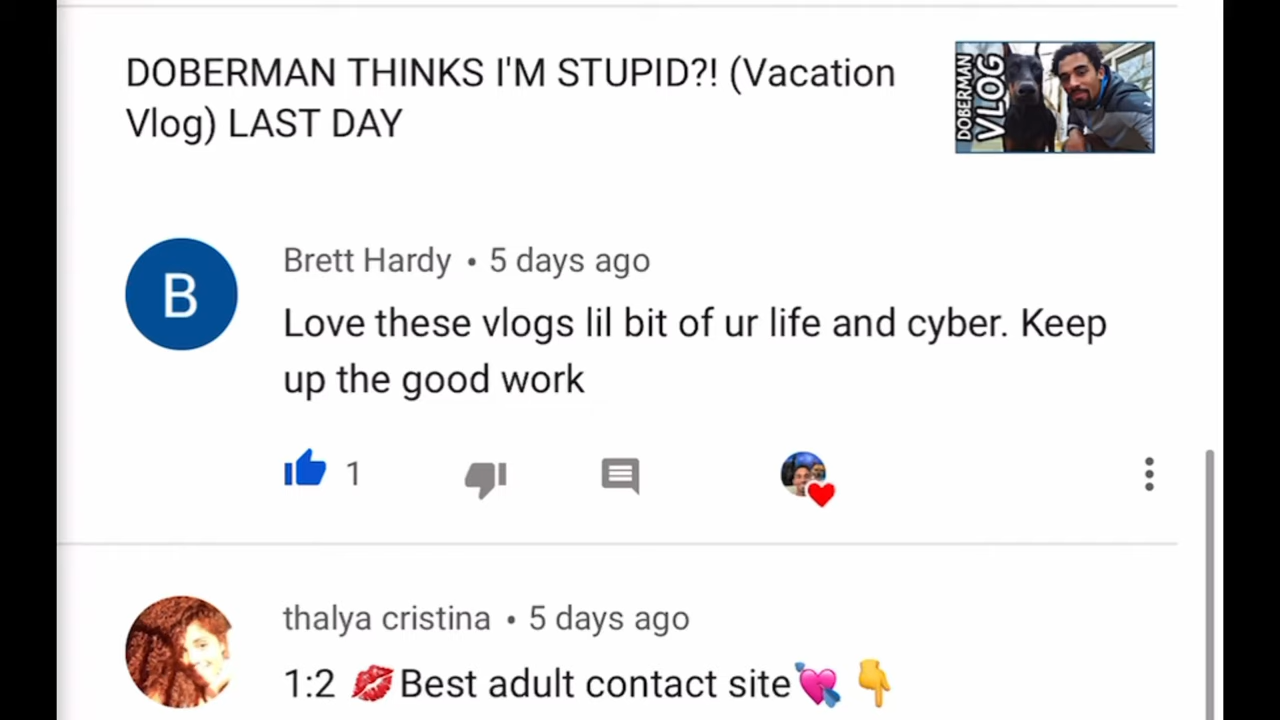 DOBERMAN THINKS I'M STUPID?! (Vacation
Vlog) LAST DAY
DOBERMAN
VLOG
B
Brett Hardy • 5 days ago
Love these vlogs lil bit of ur life and cyber. Keep
up the good work
1
thalya cristina • 5 days ago
1:2 💋Best adult contact site💘 👇